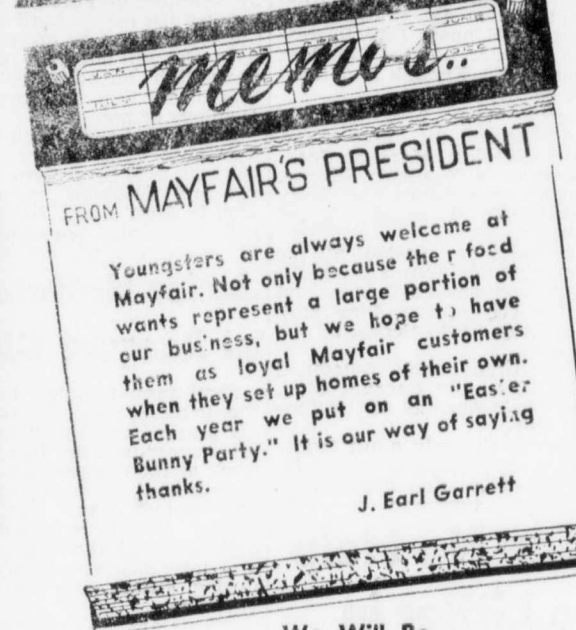 memos..
FROM MAYFAIR'S PRESIDENT
Youngsters are always welcome at
Mayfair. Not only because their food
wants represent a large portion of
our business, but we hope to have
them as loyal Mayfair customers
when they set up homes of their own.
Each year we put on an "Easter
Bunny Party." It is our way of saying
thanks.
J. Earl Garrett
We Will Be